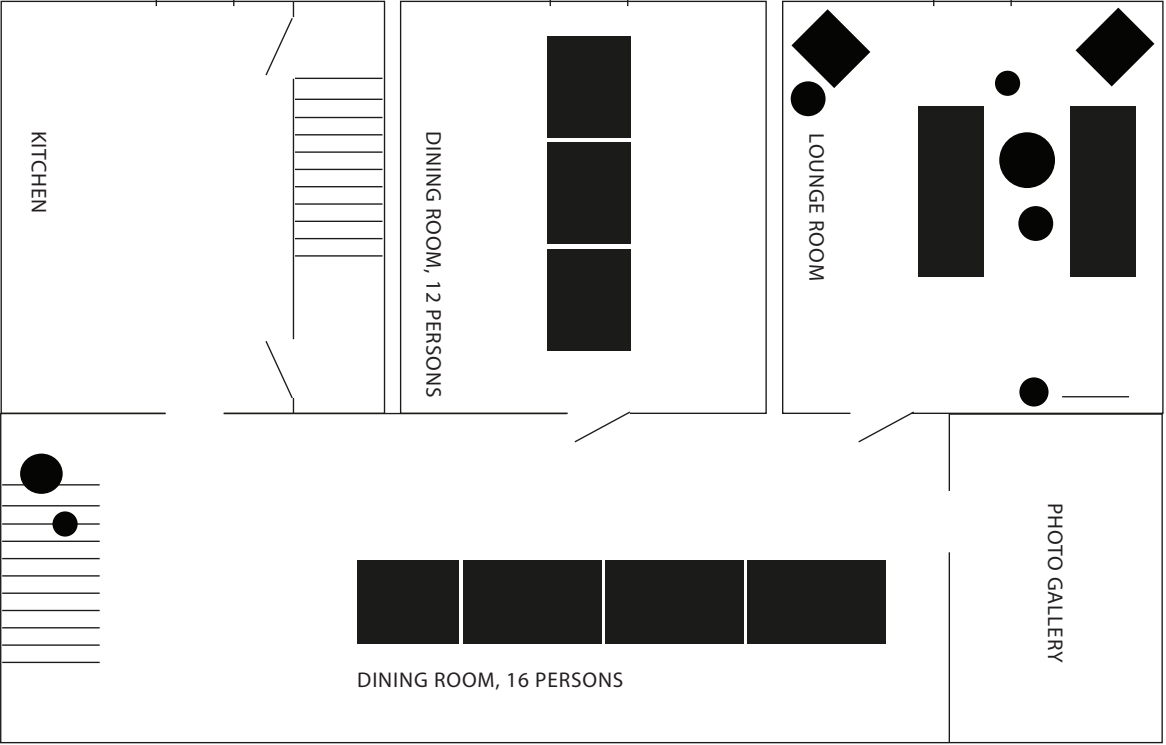 KITCHEN
DINING ROOM, 12 PERSONS
LOUNGE ROOM
PHOTO GALLERY
DINING ROOM, 16 PERSONS